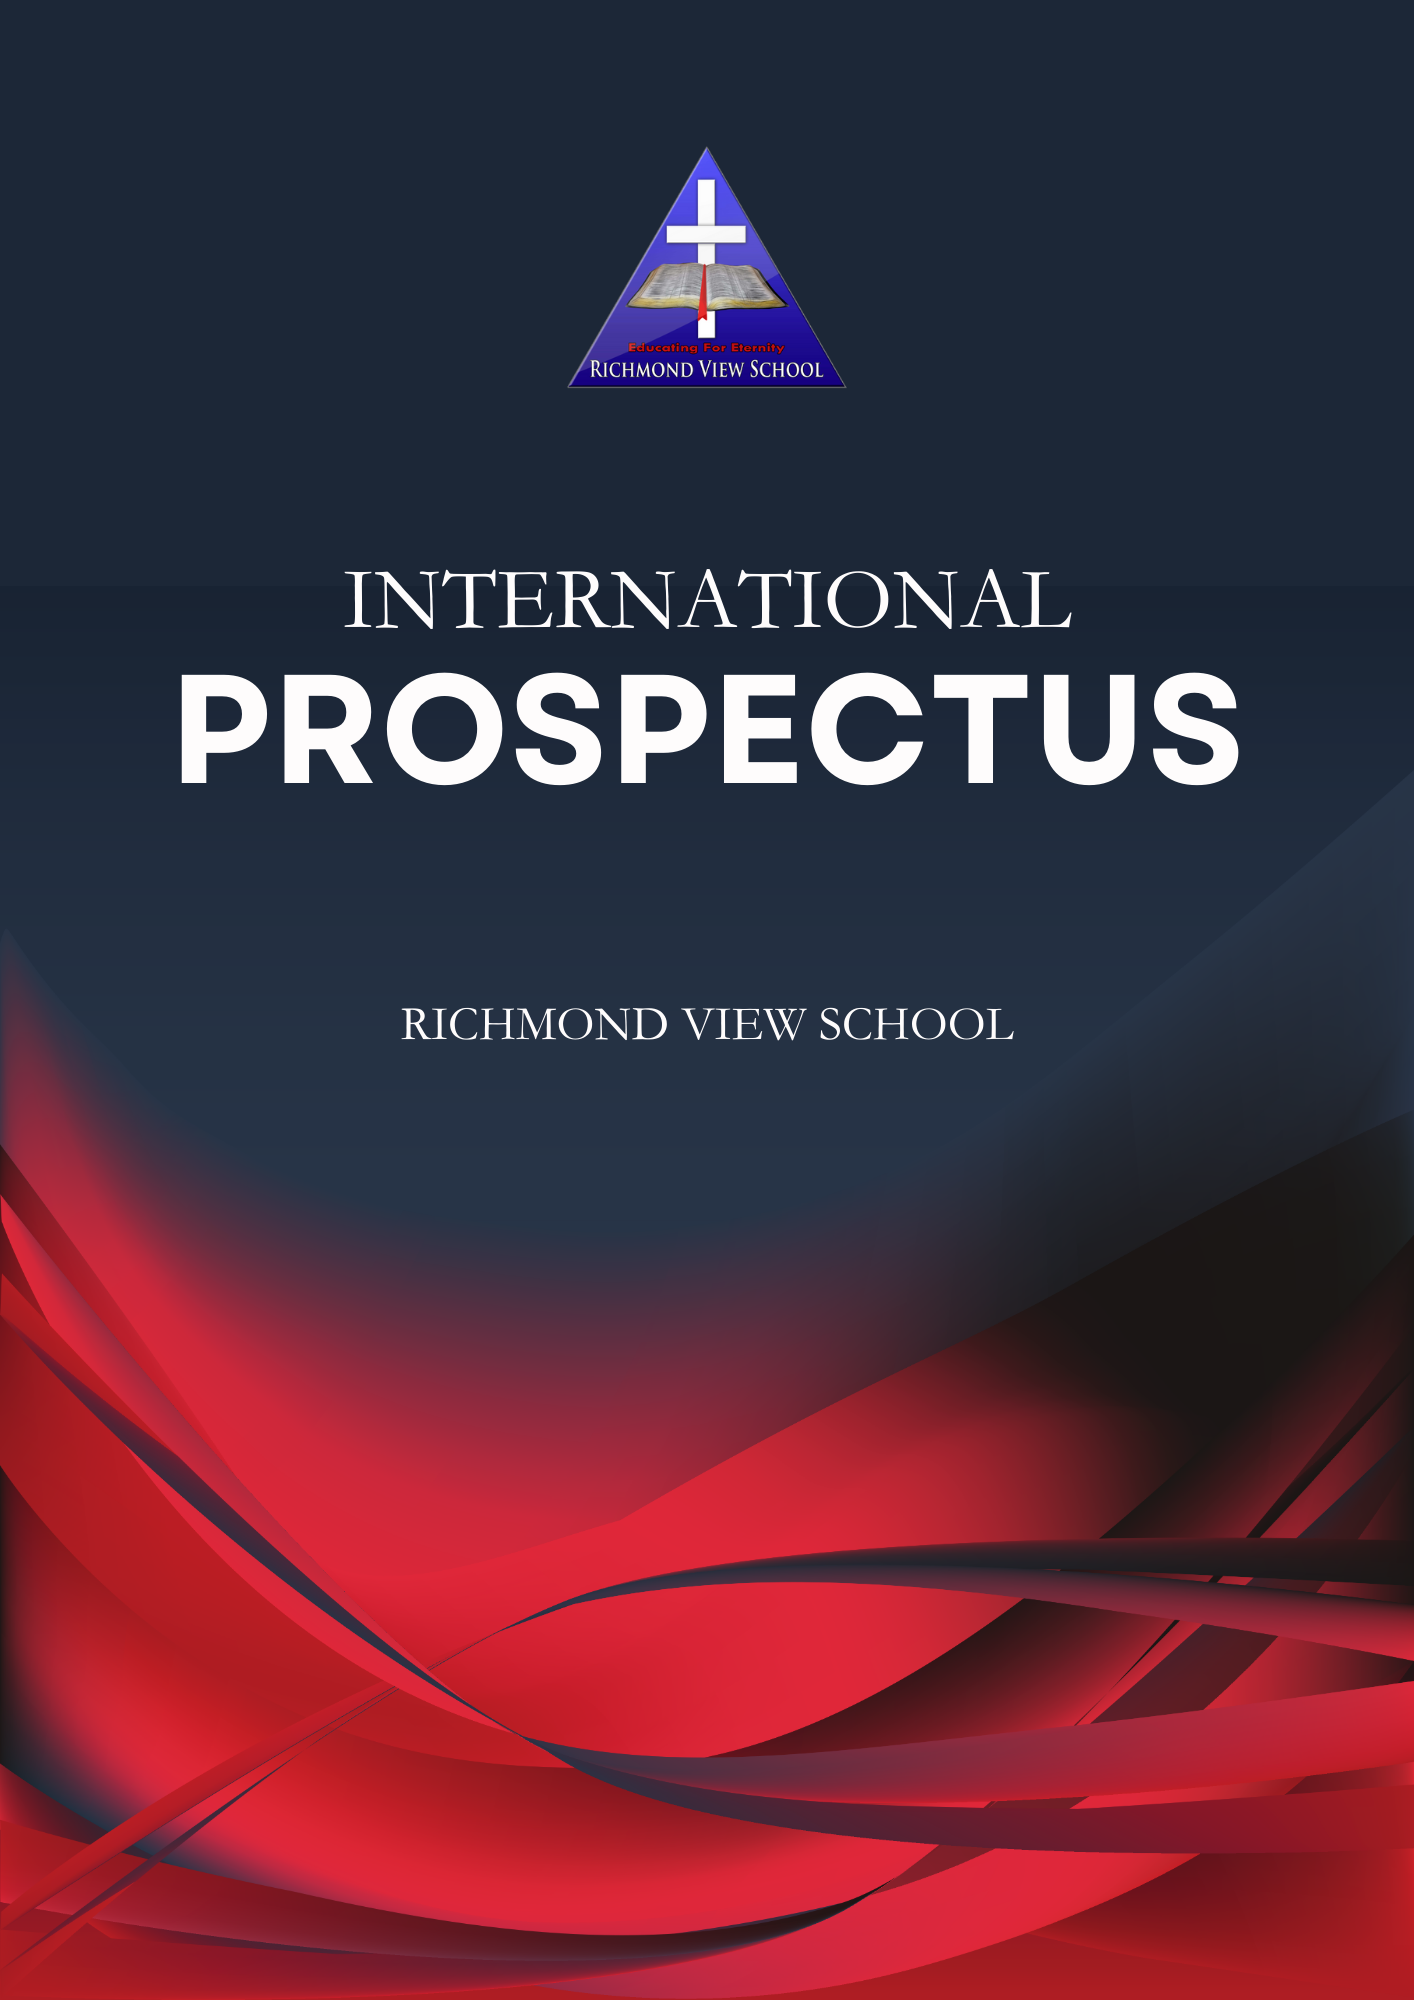 Educating For Eternity
RICHMOND VIEW SCHOOL
INTERNATIONAL
PROSPECTUS
RICHMOND VIEW SCHOOL